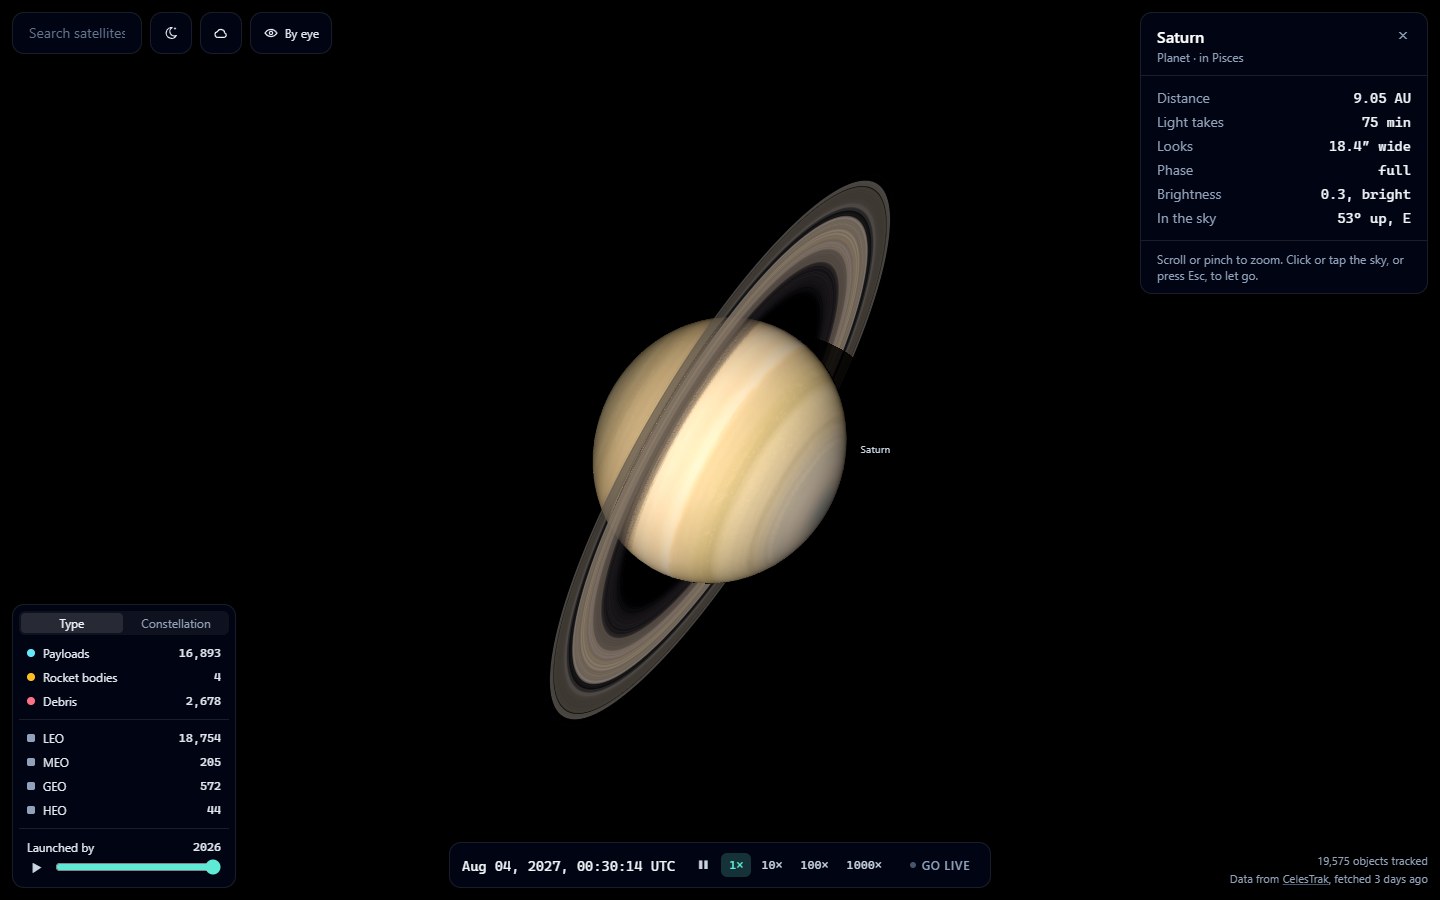 Search satellites
By eye
Saturn
Planet · in Pisces
Distance 9.05 AU
Light takes 75 min
Looks 18.4″ wide
Phase full
Brightness 0.3, bright
In the sky 53° up, E
Scroll or pinch to zoom. Click or tap the sky, or
press Esc, to let go.
Saturn
Type Constellation
Payloads 16,893
Rocket bodies 4
Debris 2,678
LEO 18,754
MEO 205
GEO 572
HEO 44
Launched by 2026
Aug 04, 2027, 00:30:14 UTC 1× 10× 100× 1000× GO LIVE
19,575 objects tracked
Data from CelesTrak, fetched 3 days ago